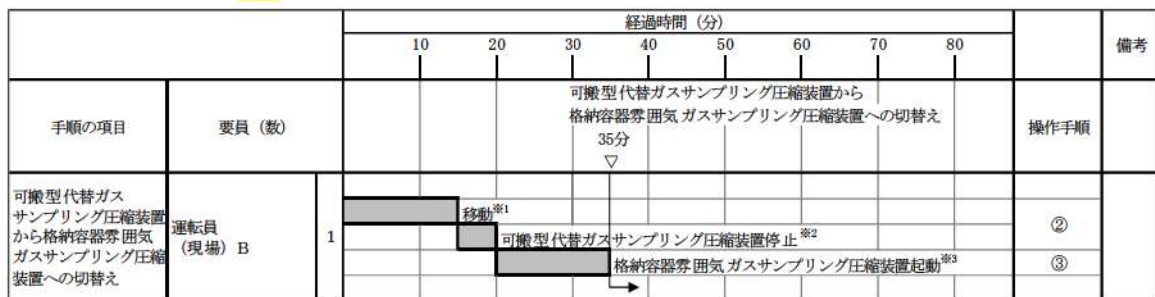 経過時間（分）
10 20 30 40 50 60 70 80
備考
手順の項目
要員（数）
可搬型代替ガスサンプリング圧縮装置から
格納容器雰囲気ガスサンプリング圧縮装置への切替え
35分
▽
操作手順
可搬型代替ガス
サンプリング圧縮装置
から格納容器雰囲気
ガスサンプリング圧縮
装置への切替え
運転員
（現場）B
1
移動※1
可搬型代替ガスサンプリング圧縮装置停止※2
格納容器雰囲気ガスサンプリング圧縮装置起動※3
②
③